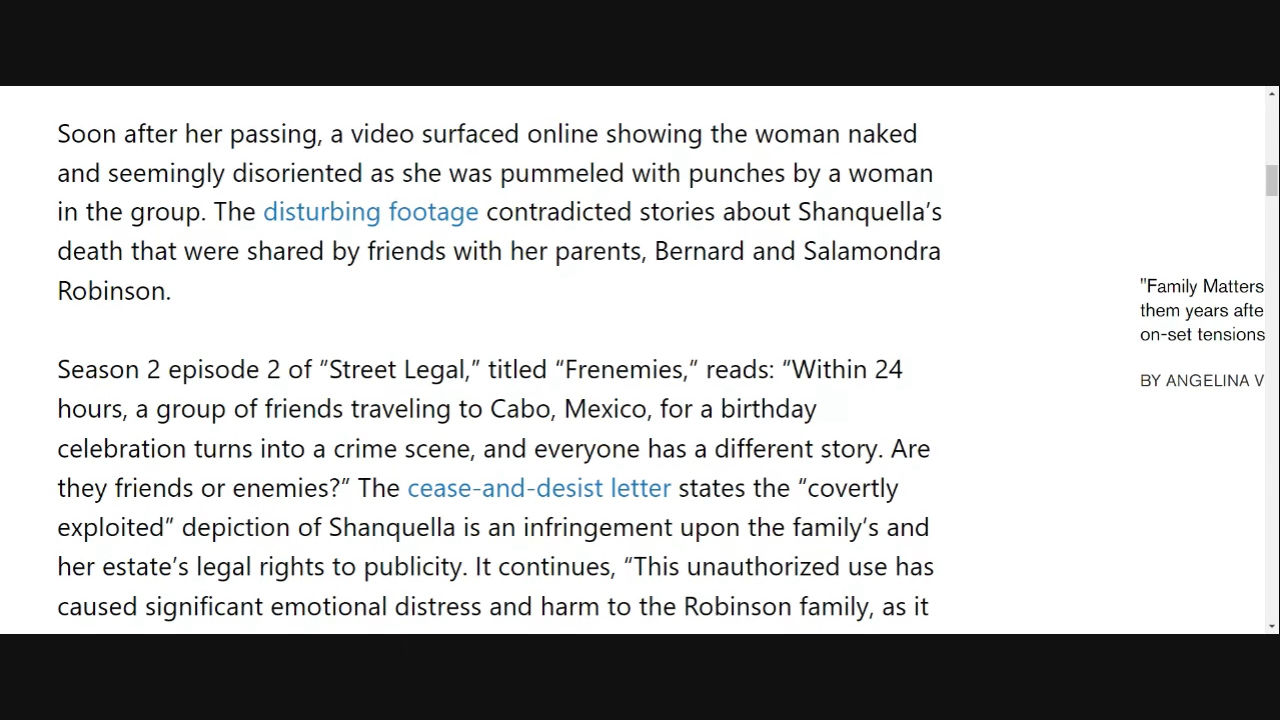 Soon after her passing, a video surfaced online showing the woman naked
and seemingly disoriented as she was pummeled with punches by a woman
in the group. The disturbing footage contradicted stories about Shanquella’s
death that were shared by friends with her parents, Bernard and Salamondra
Robinson.
Season 2 episode 2 of “Street Legal,” titled “Frenemies,” reads: “Within 24
hours, a group of friends traveling to Cabo, Mexico, for a birthday
celebration turns into a crime scene, and everyone has a different story. Are
they friends or enemies?” The cease-and-desist letter states the “covertly
exploited” depiction of Shanquella is an infringement upon the family’s and
her estate’s legal rights to publicity. It continues, “This unauthorized use has
caused significant emotional distress and harm to the Robinson family, as it
"Family Matters
them years afte
on-set tensions
BY ANGELINA V